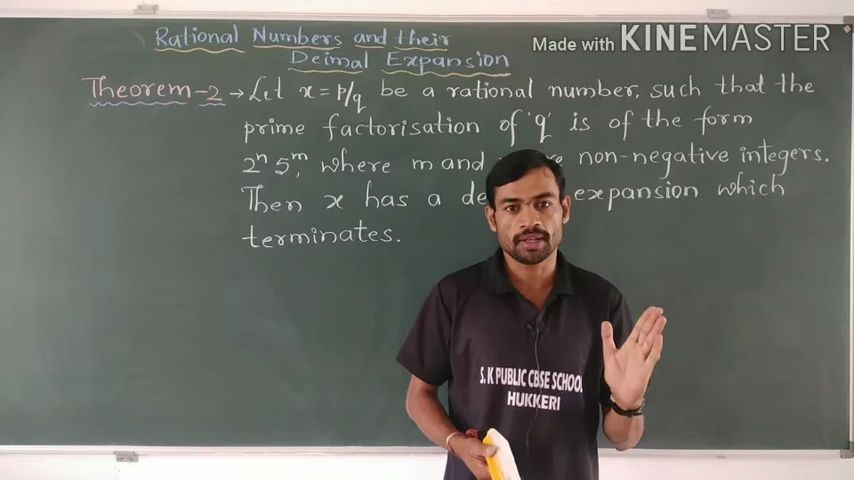 Rational Numbers and their
Deimal Expansion
Made with KINEMASTER
Theorem-2 → Let x = p/q be a rational number, such that the
prime factorisation of 'q' is of the form
2ⁿ 5ᵐ, where m and non-negative integers.
Then x has a expansion which
terminates.
S.K PUBLIC CBSE SCHOOL
HUKKERI